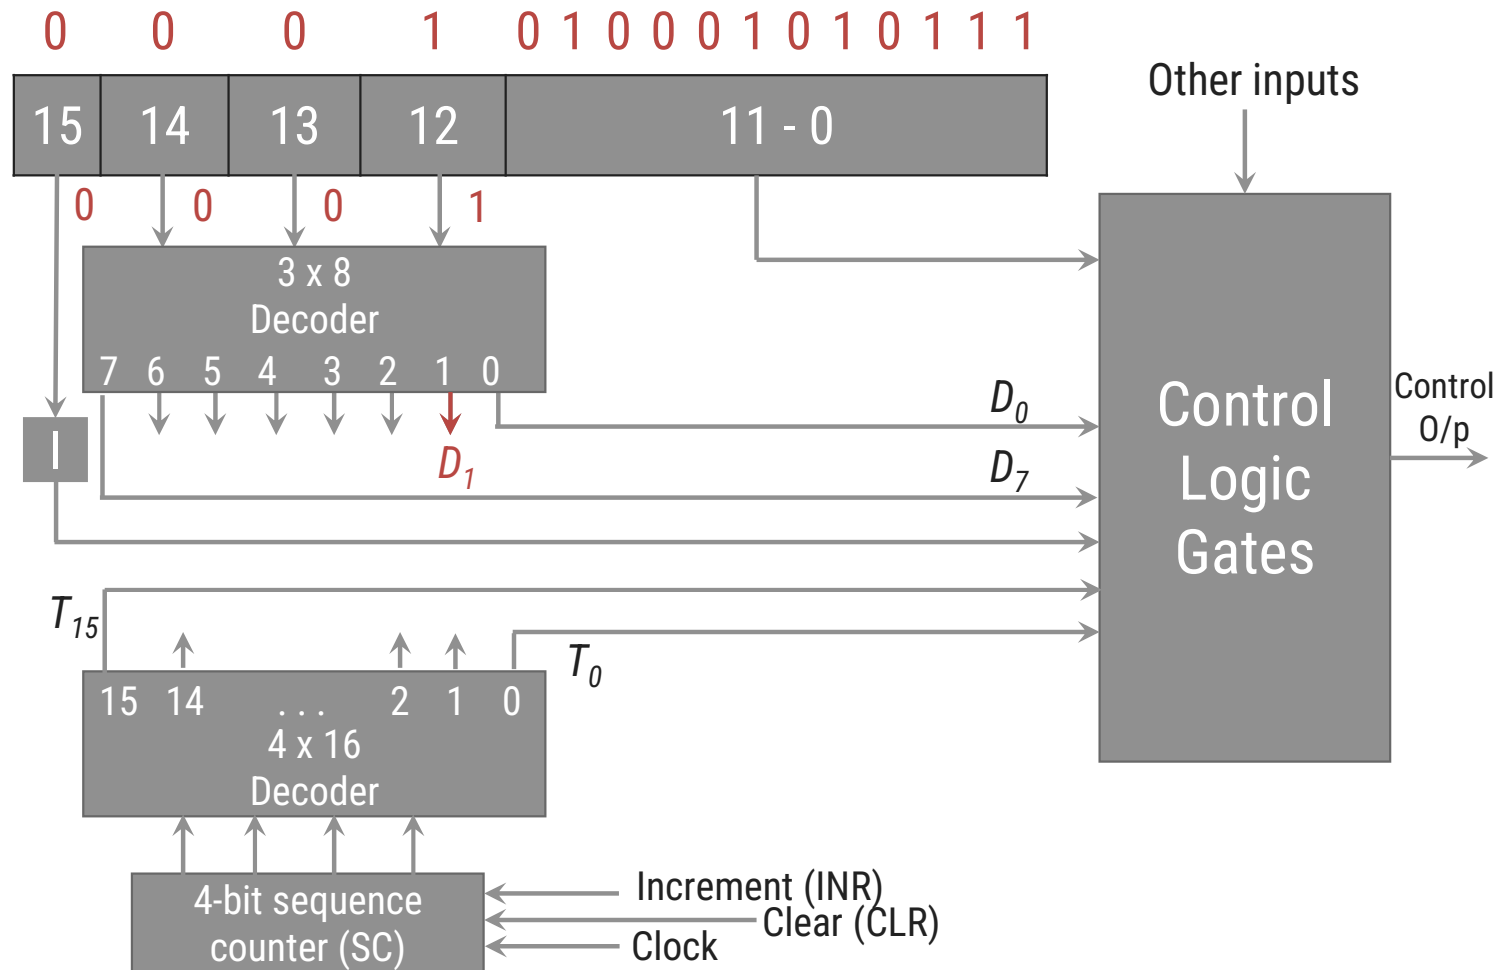 0 0 0 1 0 1 0 0 0 1 0 1 0 1 1 1
15 14 13 12 11 - 0
Other inputs
0 0 0 1
3 x 8
Decoder
7 6 5 4 3 2 1 0
D1
I
D0
D7
Control
Logic
Gates
Control
O/p
T15
T0
15 14 . . . 2 1 0
4 x 16
Decoder
4-bit sequence
counter (SC)
Increment (INR)
Clear (CLR)
Clock